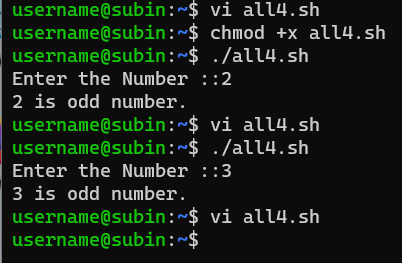 username@subin:~$ vi all4.sh
username@subin:~$ chmod +x all4.sh
username@subin:~$ ./all4.sh
Enter the Number ::2
2 is odd number.
username@subin:~$ vi all4.sh
username@subin:~$ ./all4.sh
Enter the Number ::3
3 is odd number.
username@subin:~$ vi all4.sh
username@subin:~$